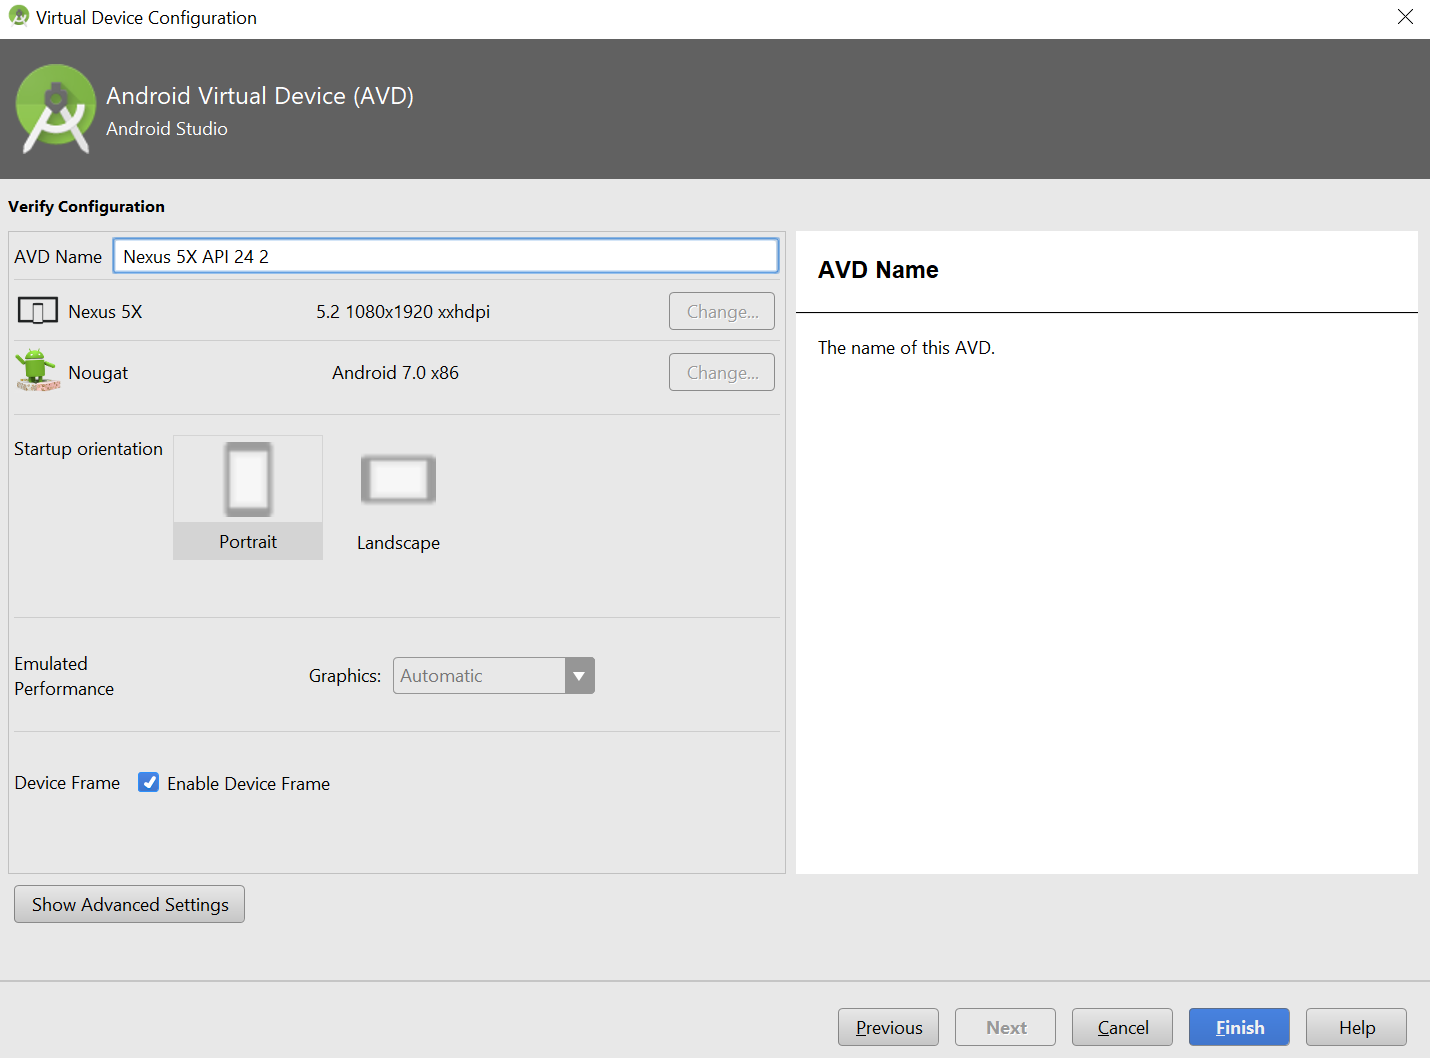 Virtual Device Configuration
Android Virtual Device (AVD)
Android Studio
Verify Configuration
AVD Name Nexus 5X API 24 2
Nexus 5X 5.2 1080x1920 xxhdpi Change...
Nougat Android 7.0 x86 Change...
Startup orientation
Portrait Landscape
Emulated
Performance
Graphics: Automatic
Device Frame Enable Device Frame
AVD Name
The name of this AVD.
Show Advanced Settings
Previous Next Cancel Finish Help